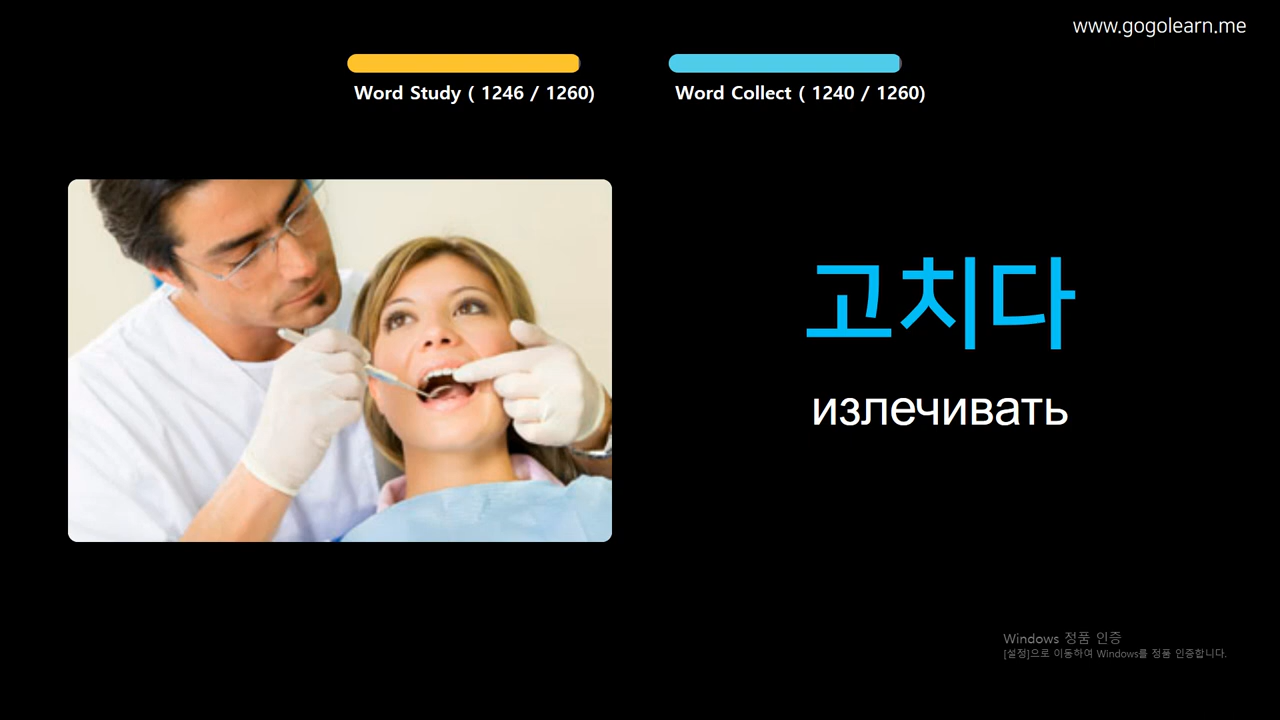 www.gogolearn.me
Word Study ( 1246 / 1260)
Word Collect ( 1240 / 1260)
고치다
излечивать
Windows 정품 인증
[설정]으로 이동하여 Windows를 정품 인증합니다.